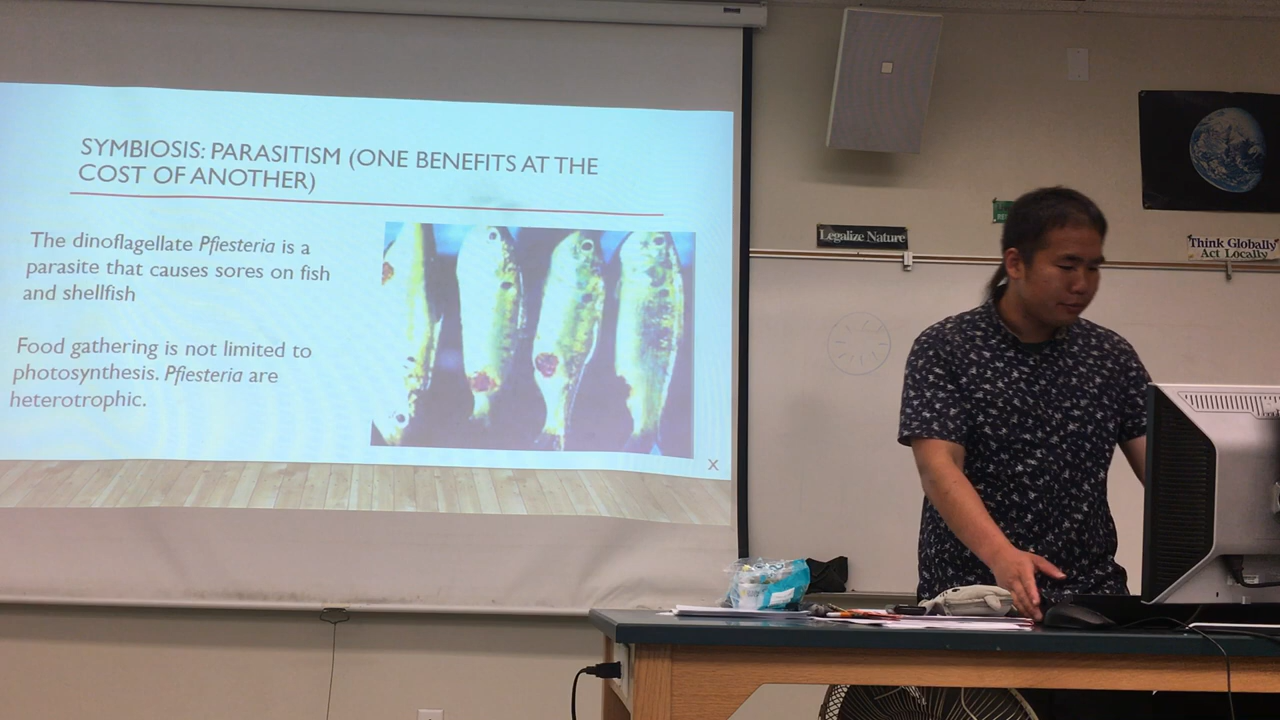 SYMBIOSIS: PARASITISM (ONE BENEFITS AT THE
COST OF ANOTHER)
The dinoflagellate Pfiesteria is a
parasite that causes sores on fish
and shellfish
Food gathering is not limited to
photosynthesis. Pfiesteria are
heterotrophic.
X
Legalize Nature
Think Globally
Act Locally